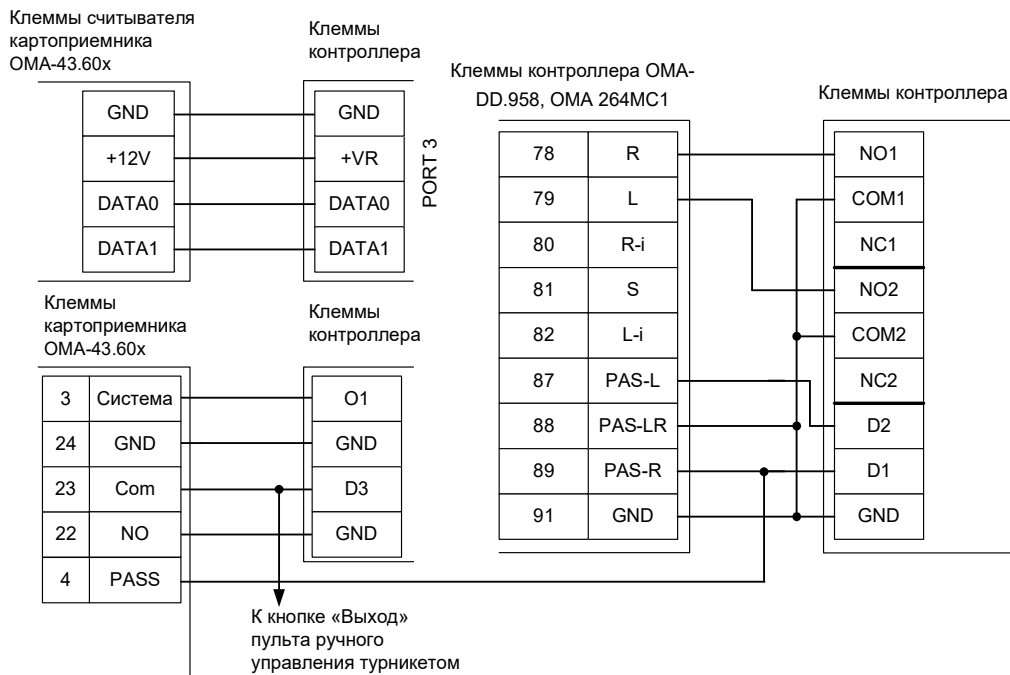 Клеммы считывателя
картоприемника
ОМА-43.60x
Клеммы
контроллера
GND
GND
+12V
+VR
DATA0
DATA0
DATA1
DATA1
PORT 3
Клеммы
картоприемника
ОМА-43.60x
Клеммы
контроллера
3 Система
O1
24 GND
GND
23 Com
D3
22 NO
GND
4 PASS
К кнопке «Выход»
пульта ручного
управления турникетом
Клеммы контроллера ОМА-
DD.958, ОМА 264МС1
Клеммы контроллера
78 R
NO1
79 L
COM1
80 R-i
NC1
81 S
NO2
82 L-i
COM2
87 PAS-L
NC2
88 PAS-LR
D2
89 PAS-R
D1
91 GND
GND